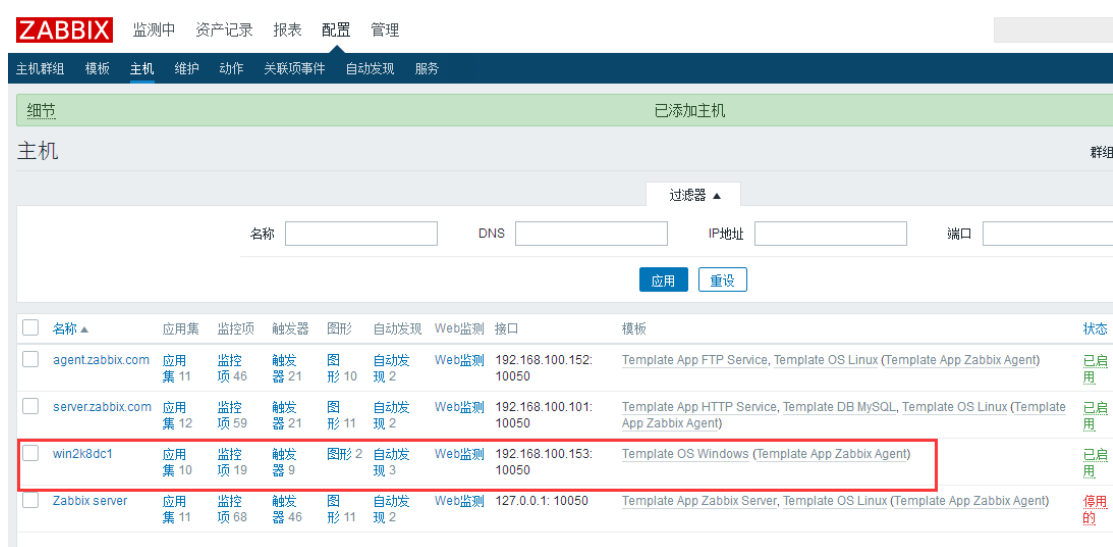 ZABBIX 监测中 资产记录 报表 配置 管理
主机群组 模板 主机 维护 动作 关联项事件 自动发现 服务
细节 已添加主机
主机 群组
过滤器 ▲
名称 DNS IP地址 端口
应用 重设
名称 ▲ 应用集 监控项 触发器 图形 自动发现 Web监测 接口 模板 状态
agent.zabbix.com 应用 监控 触发 图 自动发 Web监测 192.168.100.152: Template App FTP Service, Template OS Linux (Template App Zabbix Agent) 已启
集 11 项 46 器 21 形 10 现 2 10050 用
server.zabbix.com 应用 监控 触发 图 自动发 Web监测 192.168.100.101: Template App HTTP Service, Template DB MySQL, Template OS Linux (Template 已启
集 12 项 59 器 21 形 11 现 2 10050 App Zabbix Agent) 用
win2k8dc1 应用 监控 触发 图形 2 自动发 Web监测 192.168.100.153: Template OS Windows (Template App Zabbix Agent) 已启
集 10 项 19 器 9 现 3 10050 用
Zabbix server 应用 监控 触发 图 自动发 Web监测 127.0.0.1: 10050 Template App Zabbix Server, Template OS Linux (Template App Zabbix Agent) 停用
集 11 项 68 器 46 形 11 现 2 的